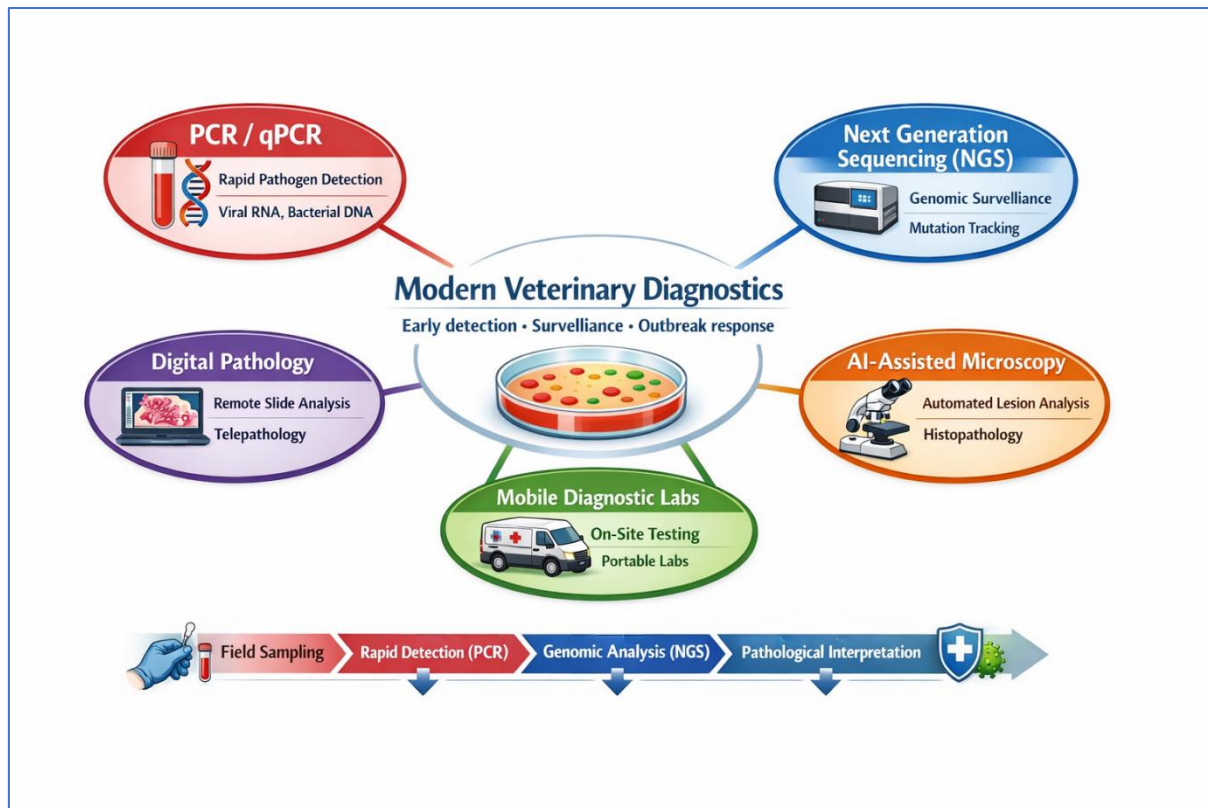 PCR / qPCR
Rapid Pathogen Detection
Viral RNA, Bacterial DNA
Next Generation
Sequencing (NGS)
Genomic Survelliance
Mutation Tracking
Modern Veterinary Diagnostics
Early detection • Survelliance • Outbreak response
Digital Pathology
Remote Slide Analysis
Telepathology
AI-Assisted Microscopy
Automated Lesion Analysis
Histopathology
Mobile Diagnostic Labs
On-Site Testing
Portable Labs
Field Sampling
Rapid Detection (PCR)
Genomic Analysis (NGS)
Pathological Interpretation